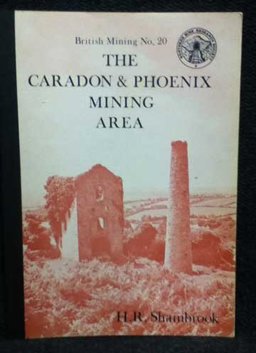 British Mining No. 20
THE
CARADON & PHOENIX
MINING
AREA
H.R. Shambrook